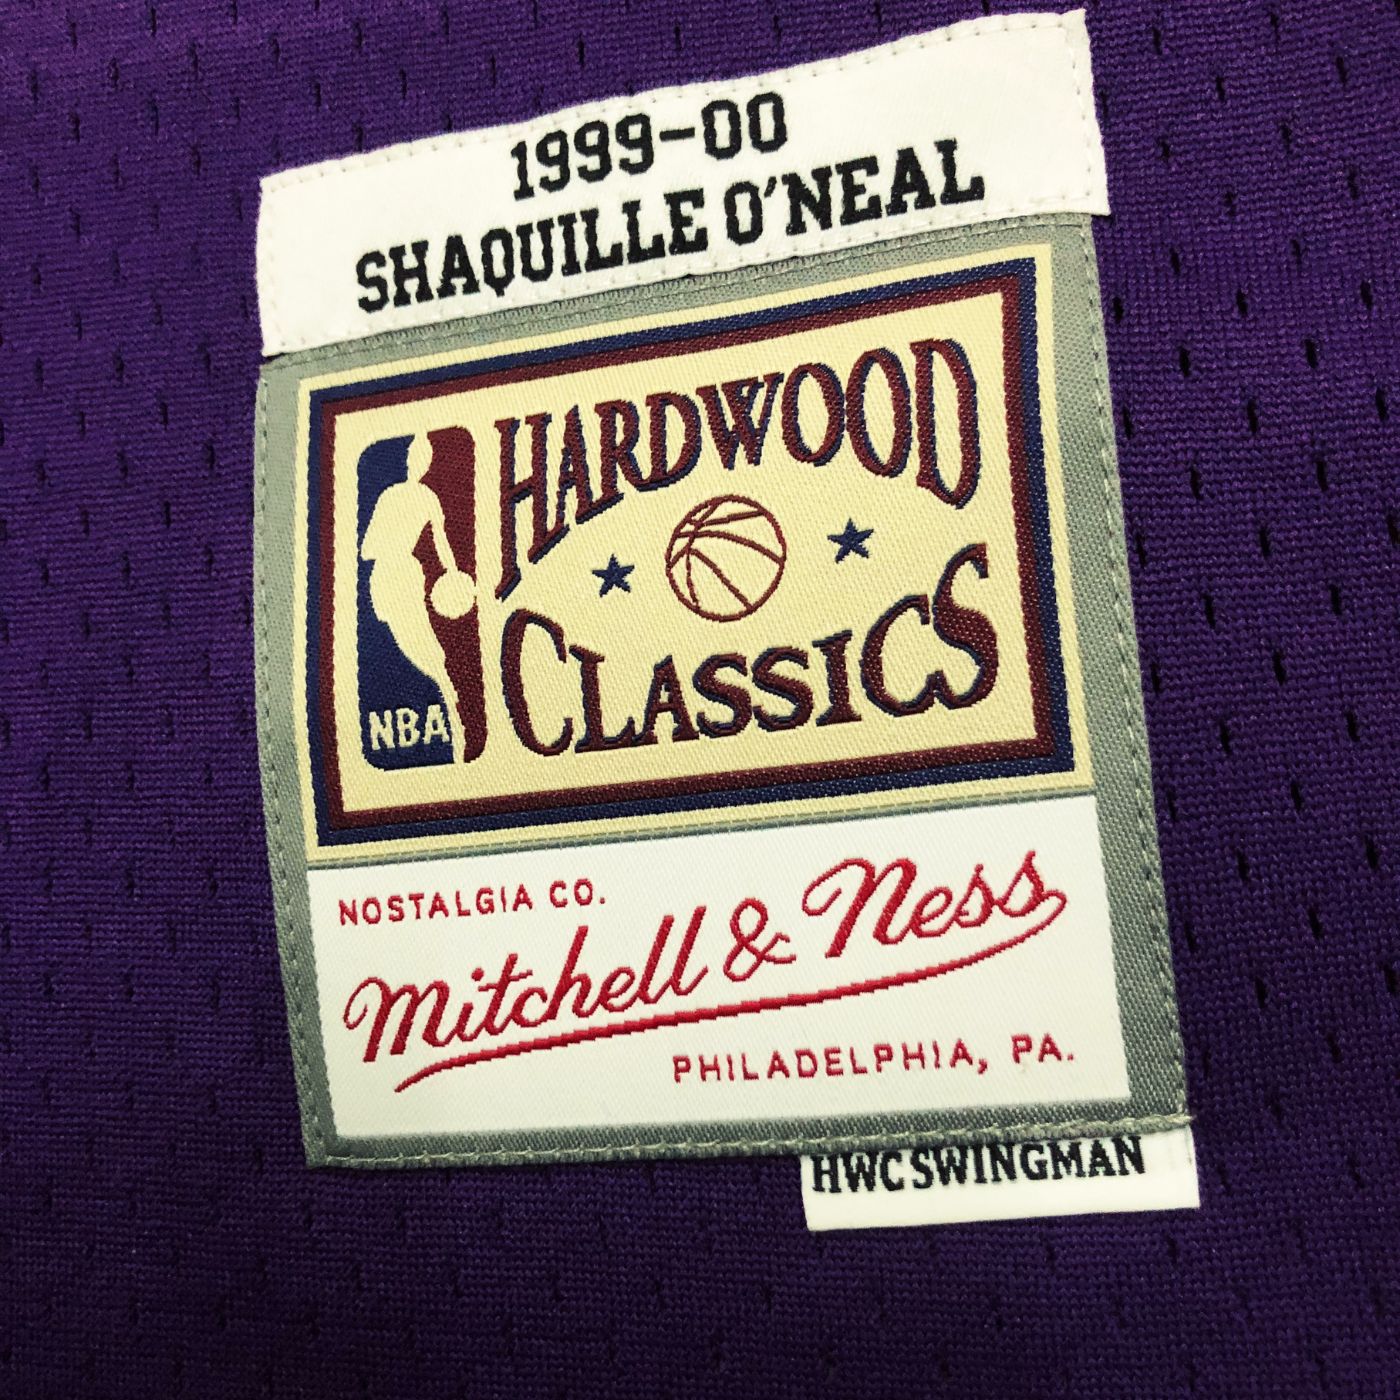 1999-00
SHAQUILLE O'NEAL
HARDWOOD
CLASSICS
NBA
NOSTALGIA CO.
Mitchell & Ness
PHILADELPHIA, PA.
HWC SWINGMAN